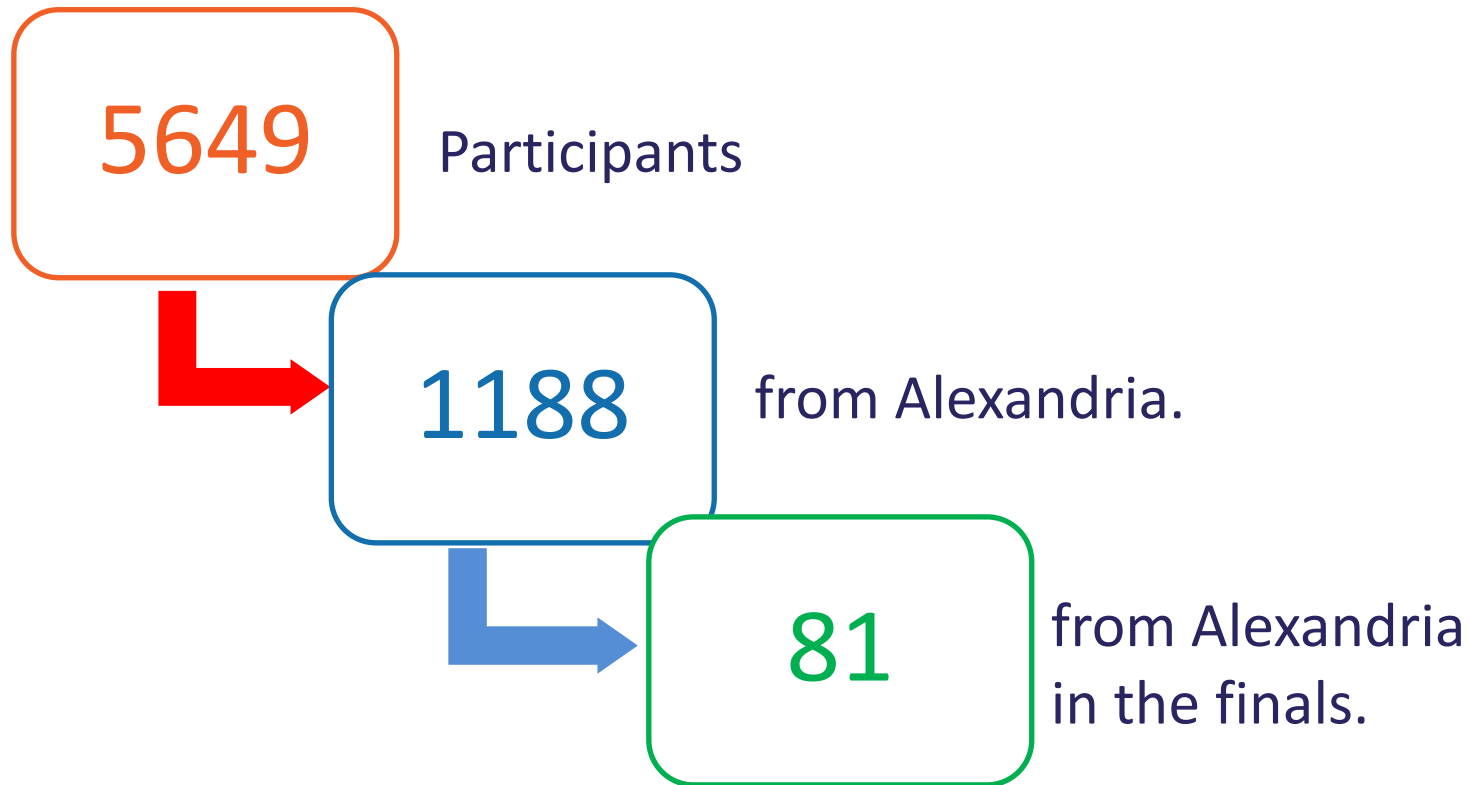 5649
Participants
1188
from Alexandria.
81
from Alexandria
in the finals.